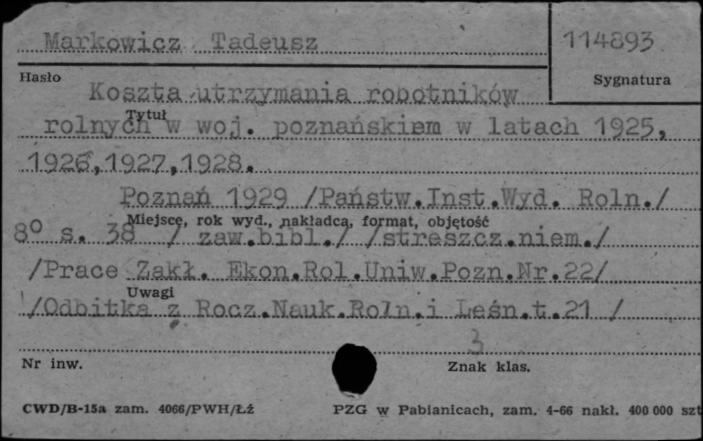 Markowicz Tadeusz 114893
Hasło Sygnatura
Koszta utrzymania robotników
Tytuł
rolnych w woj. poznańskiem w latach 1925,
1926,1927,1928.
Poznań 1929 /Państw.Inst.Wyd. Roln./
Miejsce, rok wyd., nakładca, format, objętość
8° s. 38 / zaw.bibl./ /streszcz.niem./
/Prace Zakł. Ekon.Rol.Uniw.Pozn.Nr.22/
Uwagi
/Odbitka z Rocz.Nauk.Roln.i Leśn.t.21 /
3
Nr inw. Znak klas.
CWD/B-15a zam. 4066/PWH/Łź PZG w Pabianicach, zam. 4-66 nakł. 400 000 szt